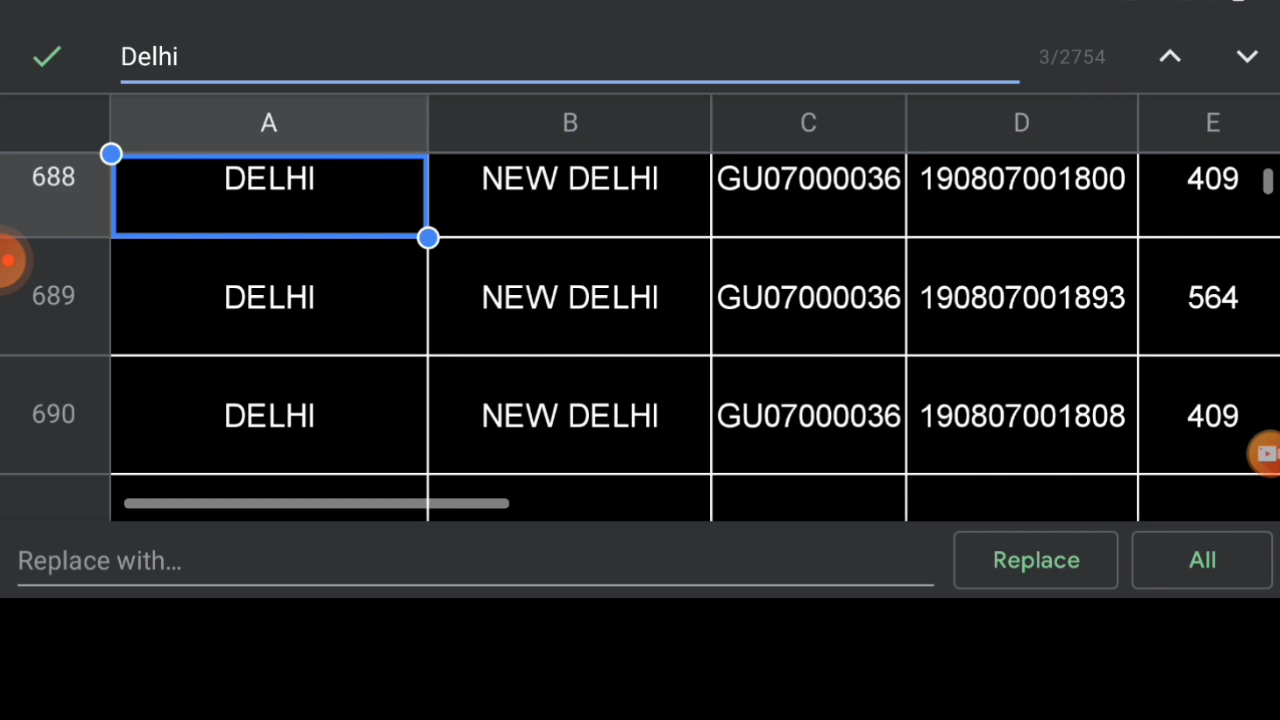 Delhi 3/2754
A B C D E
688 DELHI NEW DELHI GU07000036 190807001800 409
689 DELHI NEW DELHI GU07000036 190807001893 564
690 DELHI NEW DELHI GU07000036 190807001808 409
Replace with... Replace All